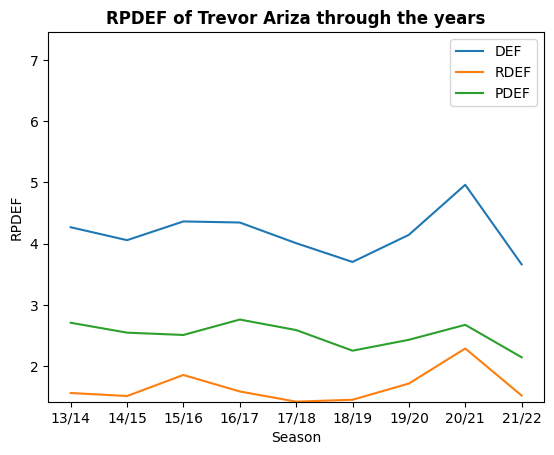 RPDEF of Trevor Ariza through the years
DEF
RDEF
PDEF
7
6
5
4
3
2
RPDEF
13/14 14/15 15/16 16/17 17/18 18/19 19/20 20/21 21/22
Season